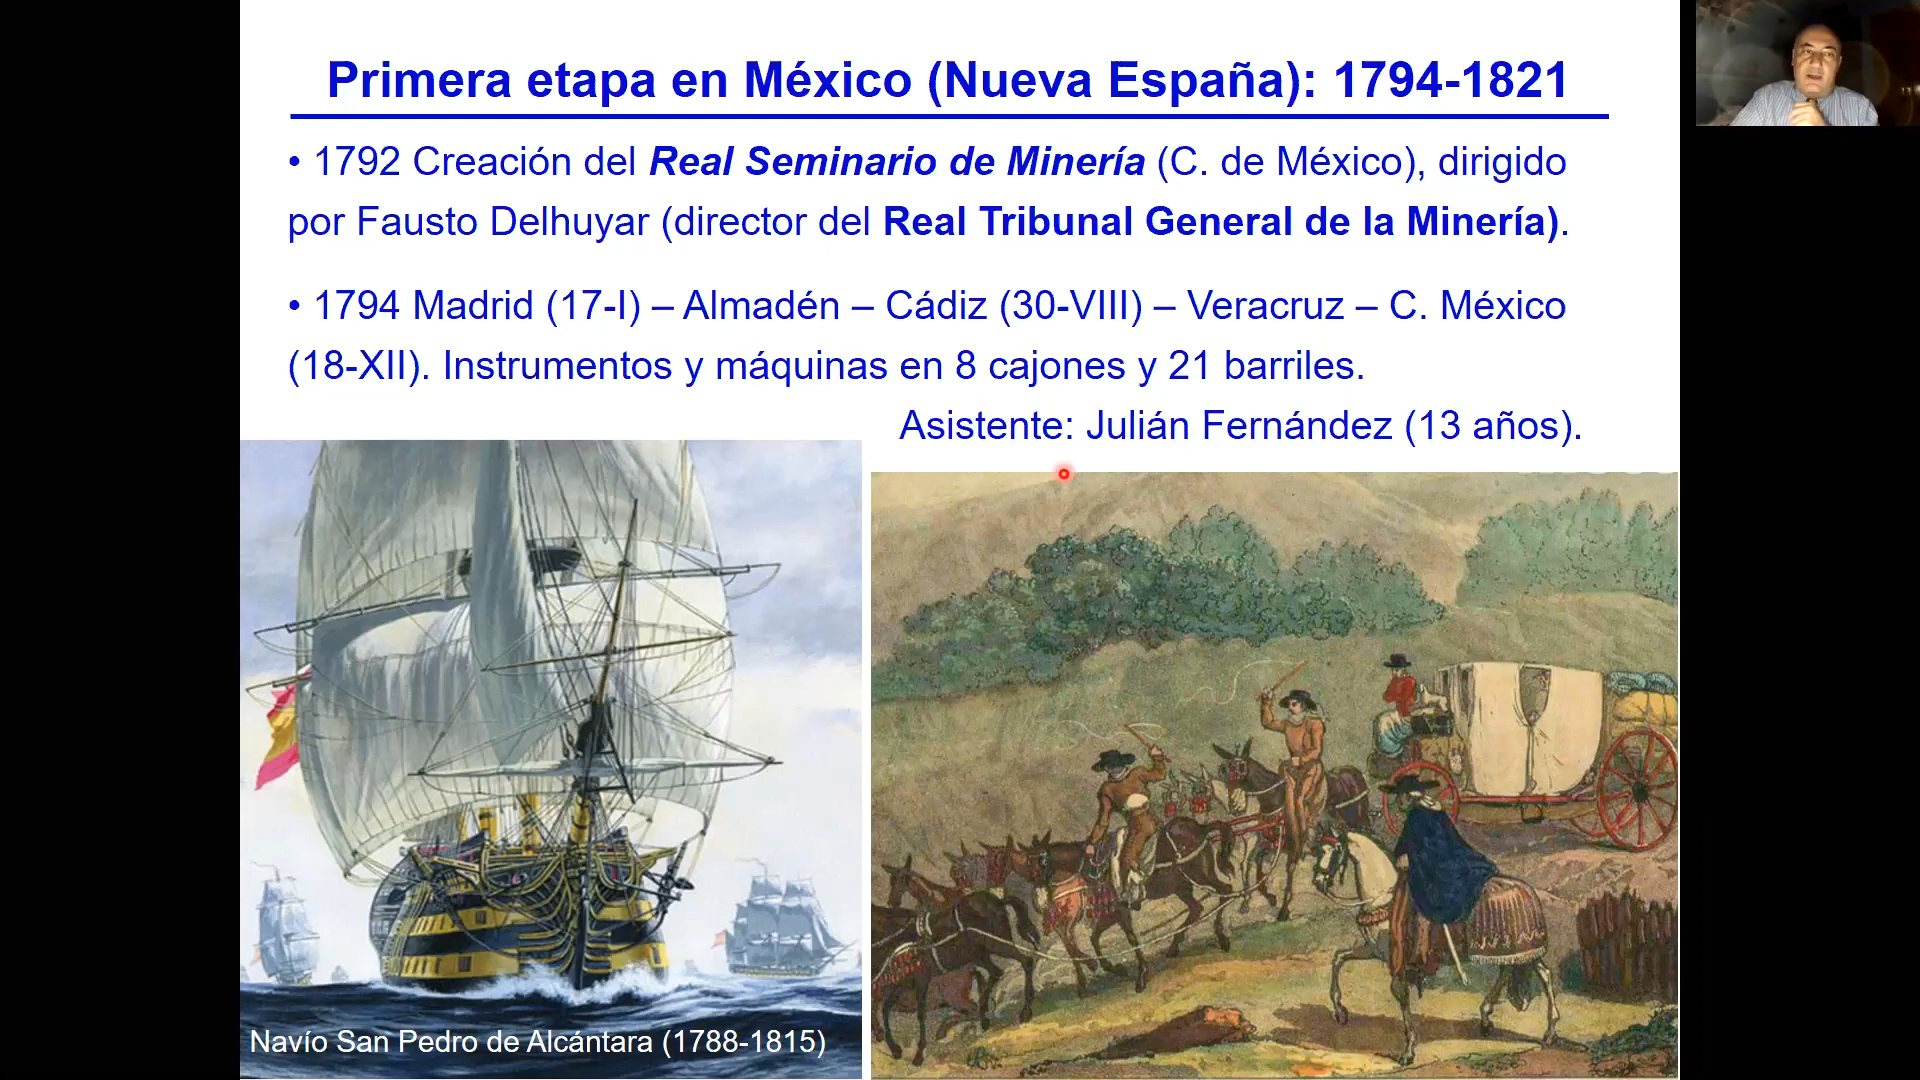 Primera etapa en México (Nueva España): 1794-1821
• 1792 Creación del Real Seminario de Minería (C. de México), dirigido
por Fausto Delhuyar (director del Real Tribunal General de la Minería).
• 1794 Madrid (17-I) – Almadén – Cádiz (30-VIII) – Veracruz – C. México
(18-XII). Instrumentos y máquinas en 8 cajones y 21 barriles.
Asistente: Julián Fernández (13 años).
Navío San Pedro de Alcántara (1788-1815)